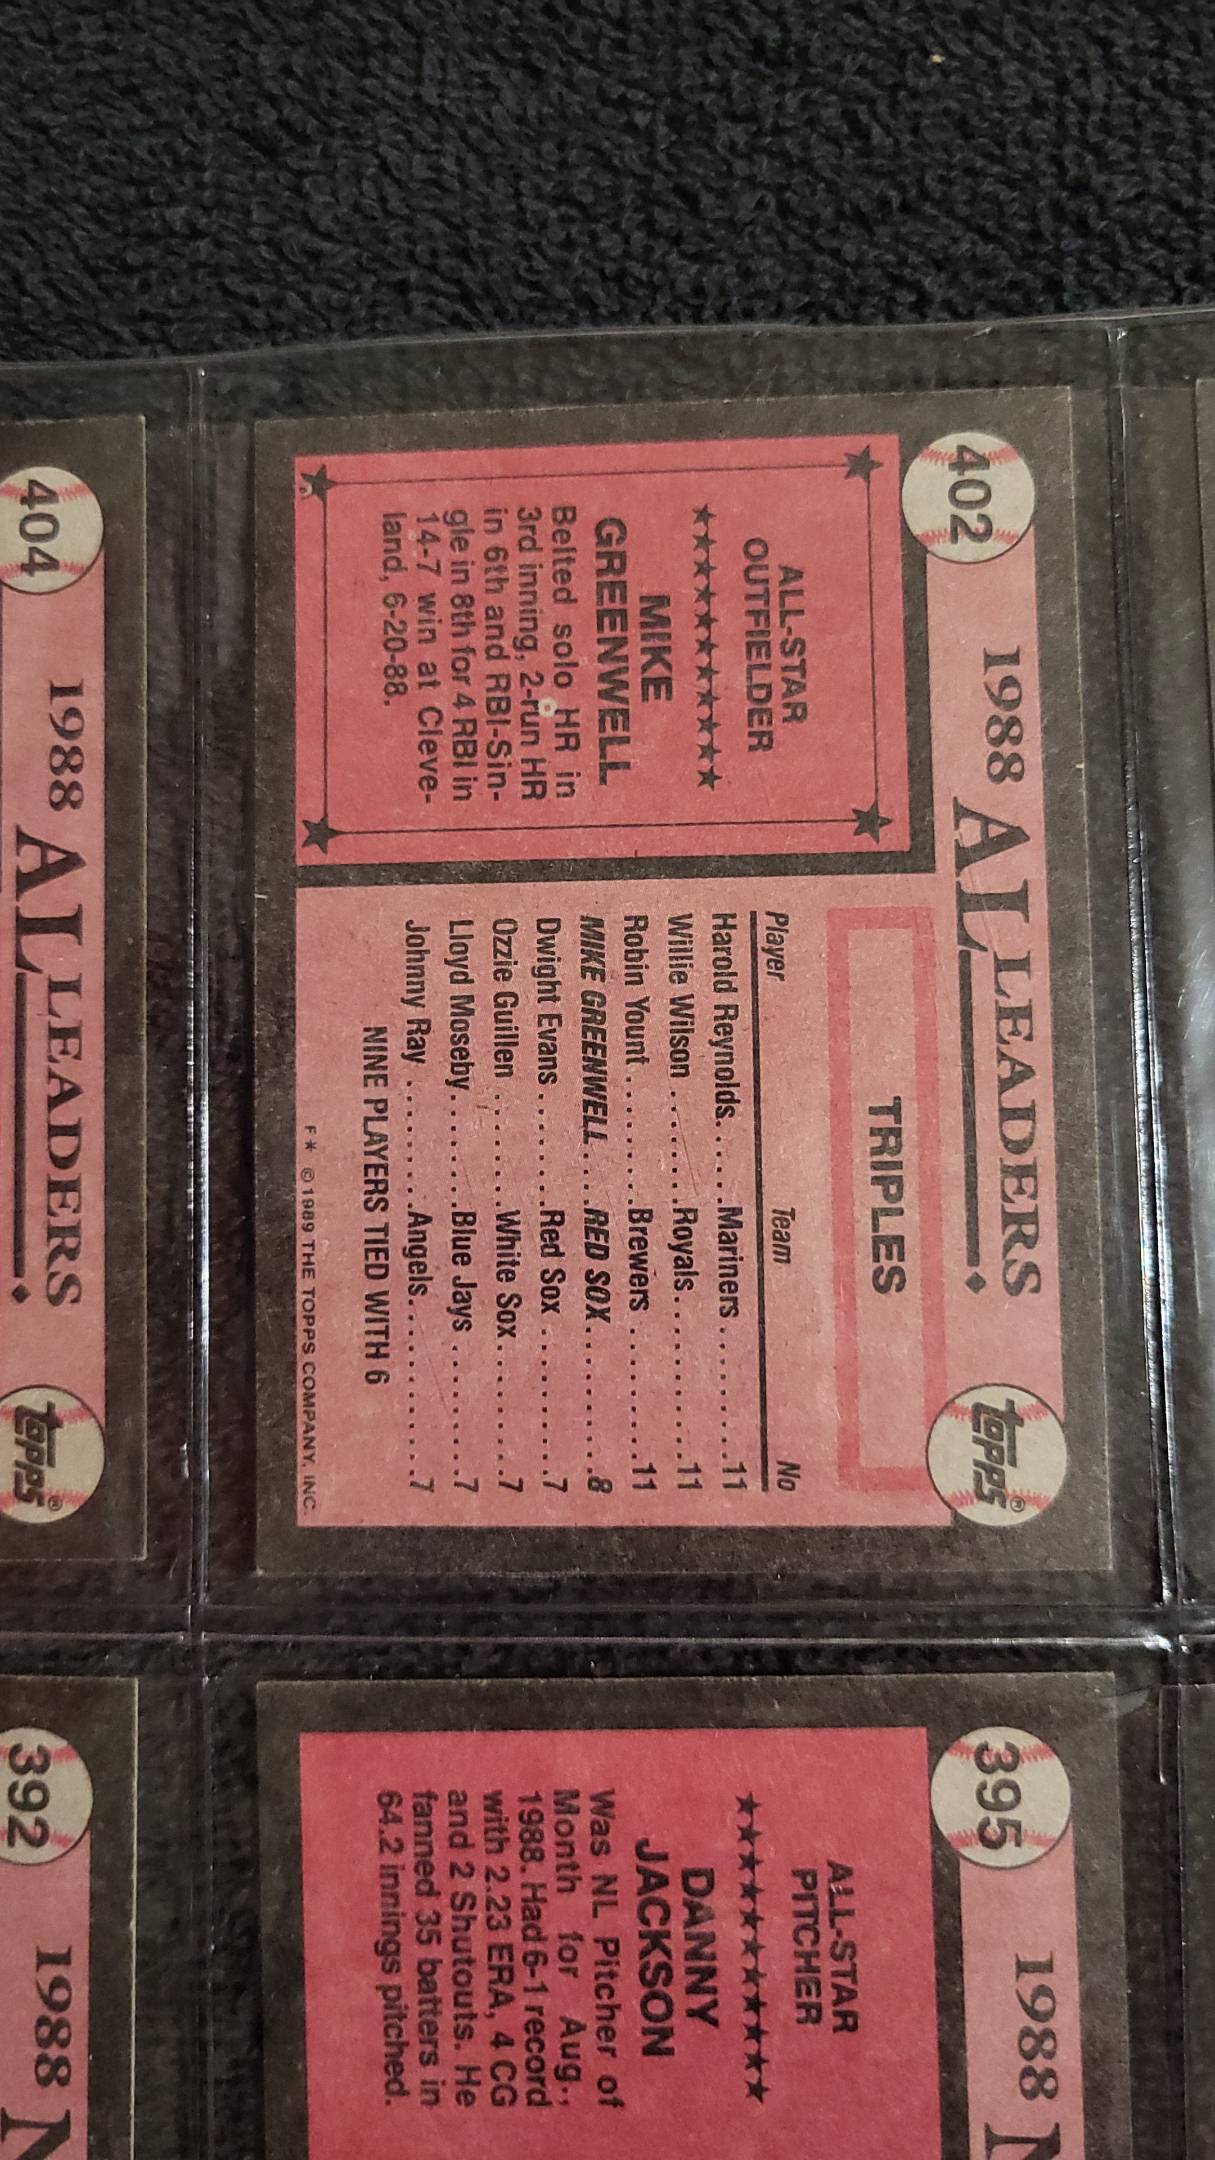 402
1988 AL LEADERS
topps®
ALL-STAR
OUTFIELDER
MIKE
GREENWELL
Belted solo HR in
3rd inning, 2-run HR
in 6th and RBI-Sin-
gle in 8th for 4 RBI in
14-7 win at Cleve-
land, 6-20-88.
TRIPLES
Player Team No
Harold Reynolds.....Mariners.........11
Willie Wilson........Royals..........11
Robin Yount.........Brewers.........11
MIKE GREENWELL....RED SOX.........8
Dwight Evans........Red Sox.........7
Ozzie Guillen........White Sox........7
Lloyd Moseby........Blue Jays........7
Johnny Ray.........Angels..........7
NINE PLAYERS TIED WITH 6
F* © 1989 THE TOPPS COMPANY, INC.
395
1988 N
ALL-STAR
PITCHER
DANNY
JACKSON
Was NL Pitcher of
Month for Aug.,
1988. Had 6-1 record
with 2.23 ERA, 4 CG
and 2 Shutouts. He
fanned 35 batters in
64.2 innings pitched.
404
1988 AL LEADERS
topps®
392
1988 N